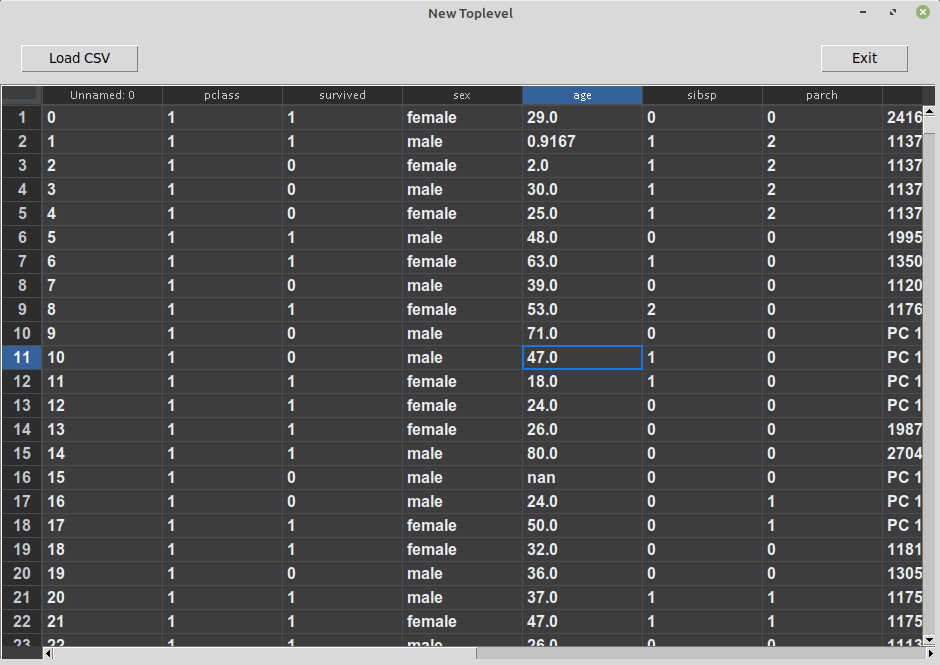 New Toplevel
Load CSV Exit
Unnamed: 0 pclass survived sex age sibsp parch
1 0 1 1 female 29.0 0 0 2416
2 1 1 1 male 0.9167 1 2 1137
3 2 1 0 female 2.0 1 2 1137
4 3 1 0 male 30.0 1 2 1137
5 4 1 0 female 25.0 1 2 1137
6 5 1 1 male 48.0 0 0 1995
7 6 1 1 female 63.0 1 0 1350
8 7 1 0 male 39.0 0 0 1120
9 8 1 1 female 53.0 2 0 1176
10 9 1 0 male 71.0 0 0 PC 1
11 10 1 0 male 47.0 1 0 PC 1
12 11 1 1 female 18.0 1 0 PC 1
13 12 1 1 female 24.0 0 0 PC 1
14 13 1 1 female 26.0 0 0 1987
15 14 1 1 male 80.0 0 0 2704
16 15 1 0 male nan 0 0 PC 1
17 16 1 0 male 24.0 0 1 PC 1
18 17 1 1 female 50.0 0 1 PC 1
19 18 1 1 female 32.0 0 0 1181
20 19 1 0 male 36.0 0 0 1305
21 20 1 1 male 37.0 1 1 1175
22 21 1 1 female 47.0 1 1 1175
23 22 1 1 male 26.0 0 0 1113